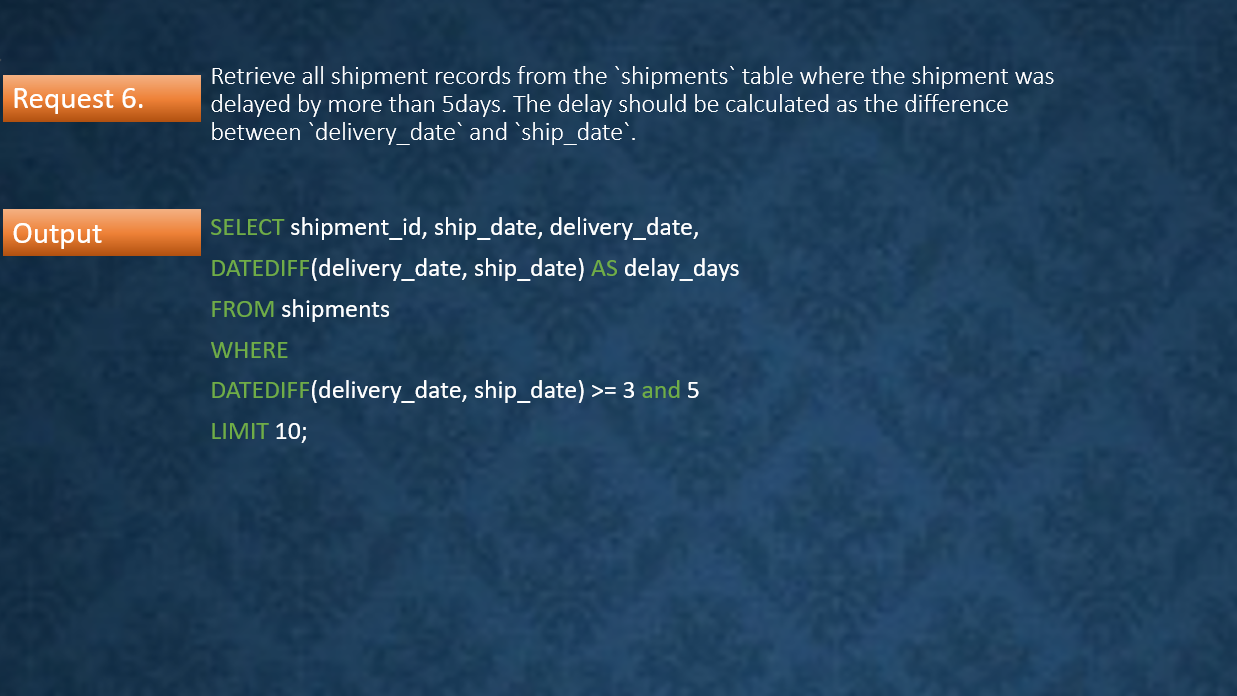 Request 6.
Retrieve all shipment records from the `shipments` table where the shipment was
delayed by more than 5days. The delay should be calculated as the difference
between `delivery_date` and `ship_date`.
Output
SELECT shipment_id, ship_date, delivery_date,
DATEDIFF(delivery_date, ship_date) AS delay_days
FROM shipments
WHERE
DATEDIFF(delivery_date, ship_date) >= 3 and 5
LIMIT 10;